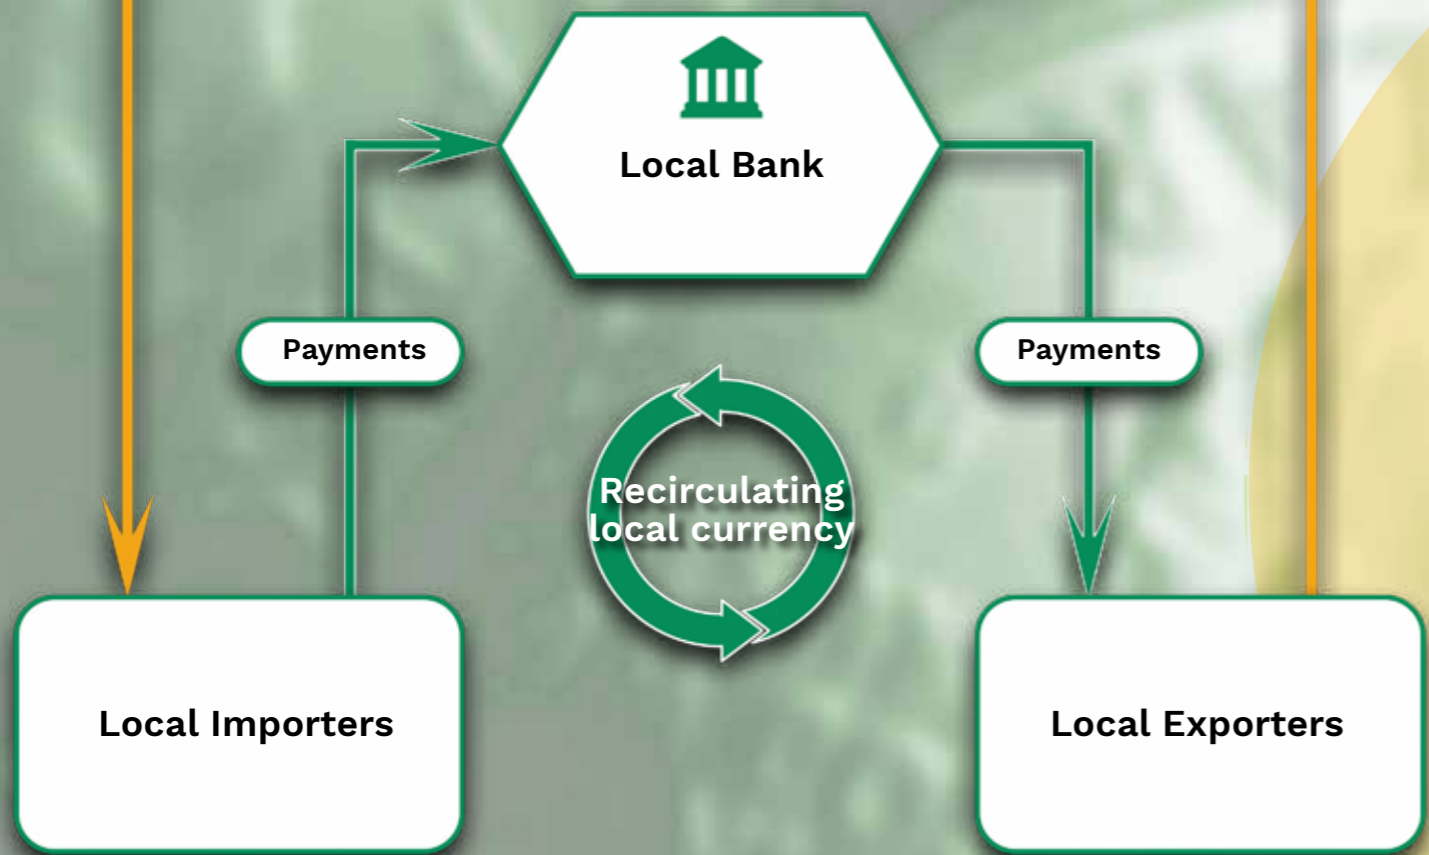 Local Bank
Payments
Payments
Recirculating
local currency
Local Importers
Local Exporters